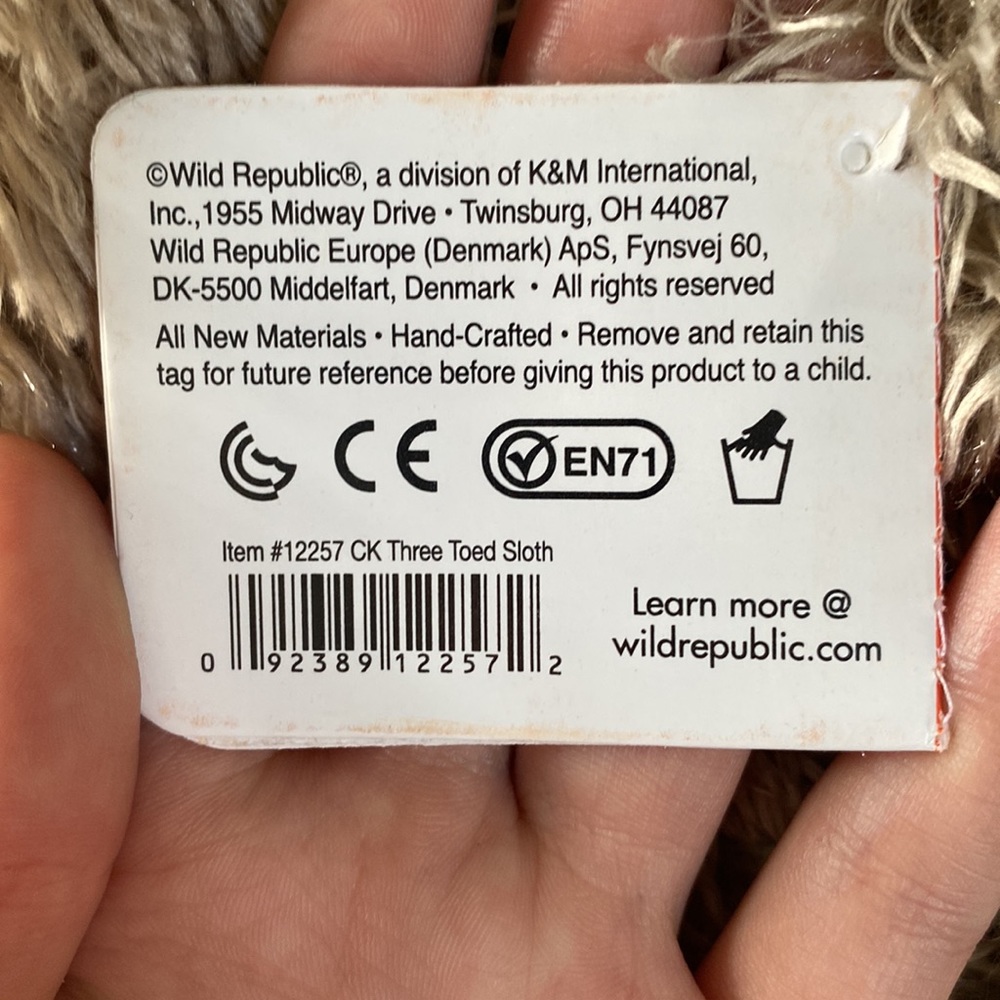 ©Wild Republic®, a division of K&M International,
Inc.,1955 Midway Drive • Twinsburg, OH 44087
Wild Republic Europe (Denmark) ApS, Fynsvej 60,
DK-5500 Middelfart, Denmark • All rights reserved
All New Materials • Hand-Crafted • Remove and retain this
tag for future reference before giving this product to a child.
CE EN71
Item #12257 CK Three Toed Sloth
0 92389 12257 2
Learn more @
wildrepublic.com